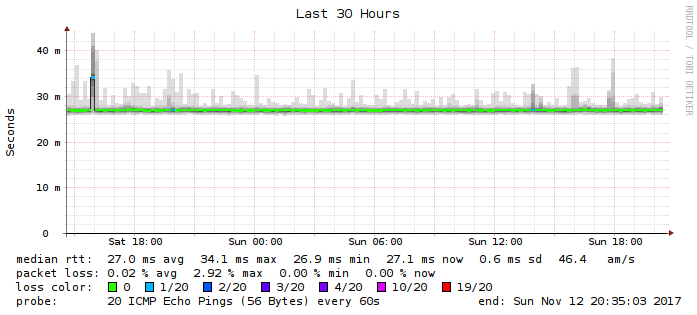 Last 30 Hours
RRDTOOL / TOBI OETIKER
Seconds
40 m
30 m
20 m
10 m
0
Sat 18:00 Sun 00:00 Sun 06:00 Sun 12:00 Sun 18:00
median rtt: 27.0 ms avg 34.1 ms max 26.9 ms min 27.1 ms now 0.6 ms sd 46.4 am/s
packet loss: 0.02 % avg 2.92 % max 0.00 % min 0.00 % now
loss color: 0 1/20 2/20 3/20 4/20 10/20 19/20
probe: 20 ICMP Echo Pings (56 Bytes) every 60s end: Sun Nov 12 20:35:03 2017